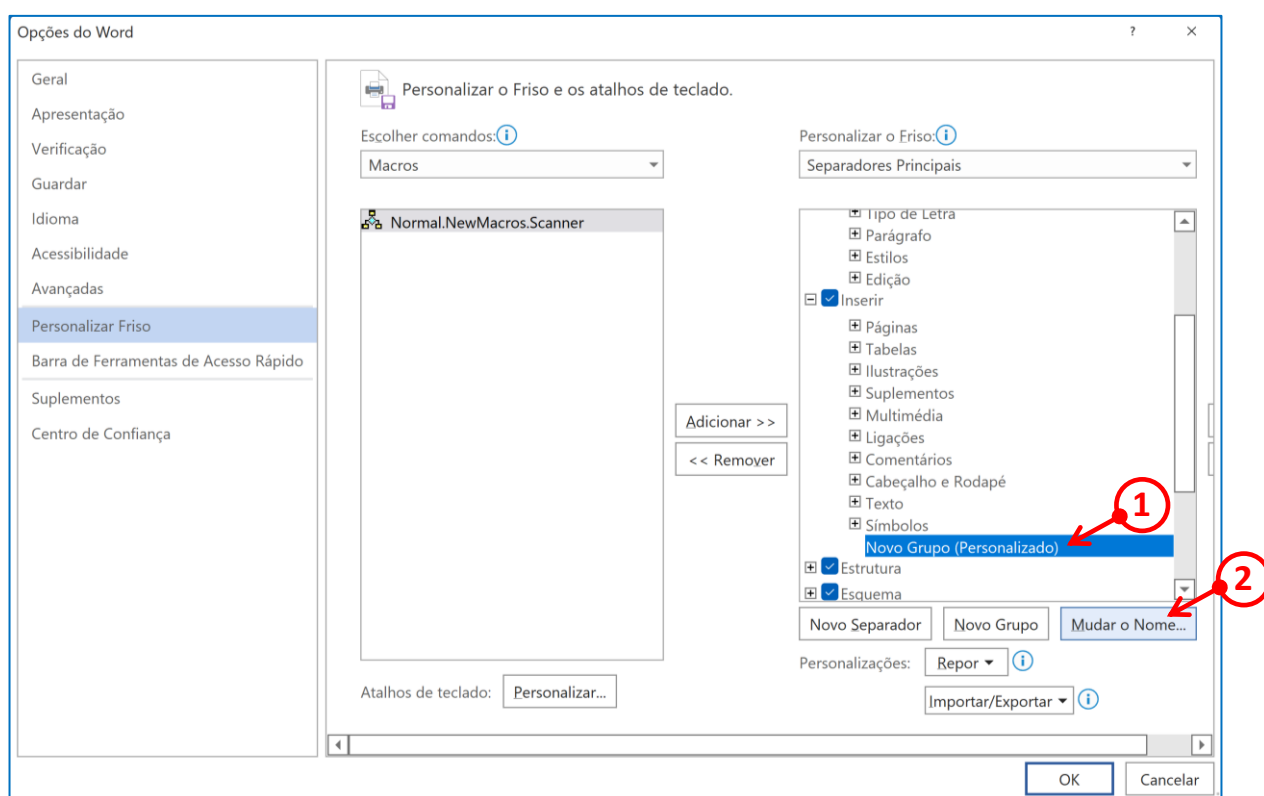 Opções do Word
?
×
Geral
Apresentação
Verificação
Guardar
Idioma
Acessibilidade
Avançadas
Personalizar Friso
Barra de Ferramentas de Acesso Rápido
Suplementos
Centro de Confiança
Personalizar o Friso e os atalhos de teclado.
Escolher comandos:
Macros
Normal.NewMacros.Scanner
Atalhos de teclado: Personalizar...
Adicionar >>
<< Remover
Personalizar o Friso:
Separadores Principais
Tipo de Letra
Parágrafo
Estilos
Edição
Inserir
Páginas
Tabelas
Ilustrações
Suplementos
Multimédia
Ligações
Comentários
Cabeçalho e Rodapé
Texto
Símbolos
Novo Grupo (Personalizado)
Estrutura
Esquema
1
2
Novo Separador Novo Grupo Mudar o Nome...
Personalizações: Repor
Importar/Exportar
OK Cancelar